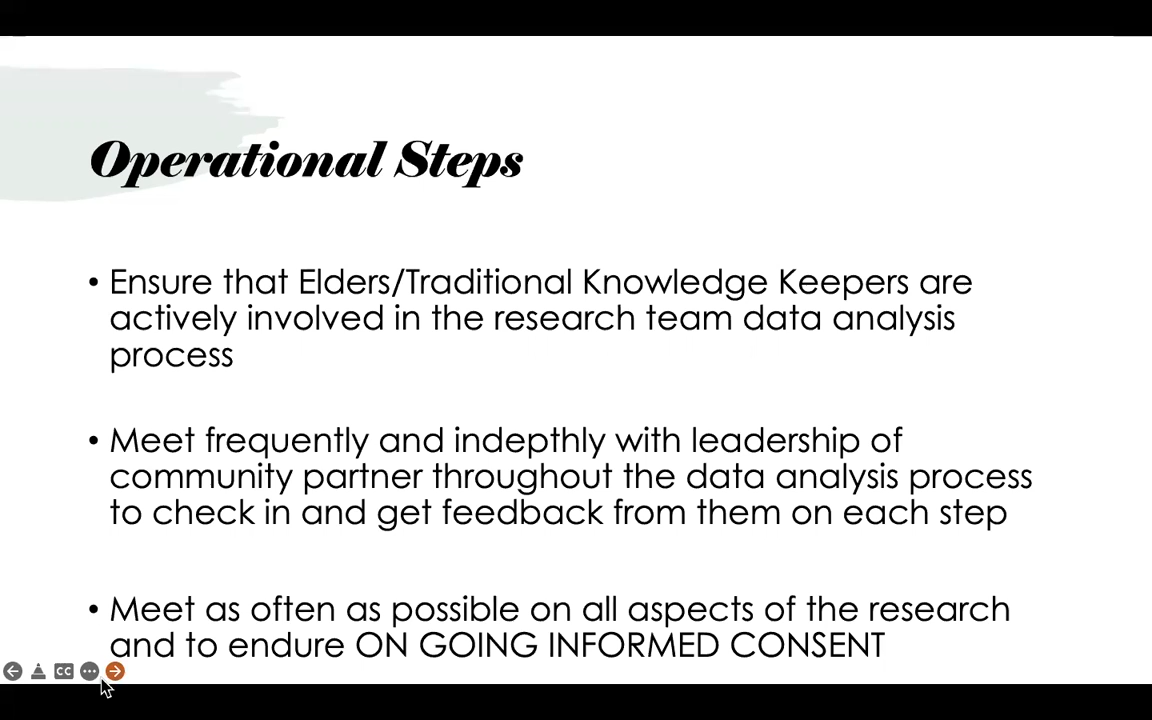 Operational Steps
• Ensure that Elders/Traditional Knowledge Keepers are
actively involved in the research team data analysis
process
• Meet frequently and indepthly with leadership of
community partner throughout the data analysis process
to check in and get feedback from them on each step
• Meet as often as possible on all aspects of the research
and to endure ON GOING INFORMED CONSENT
CC